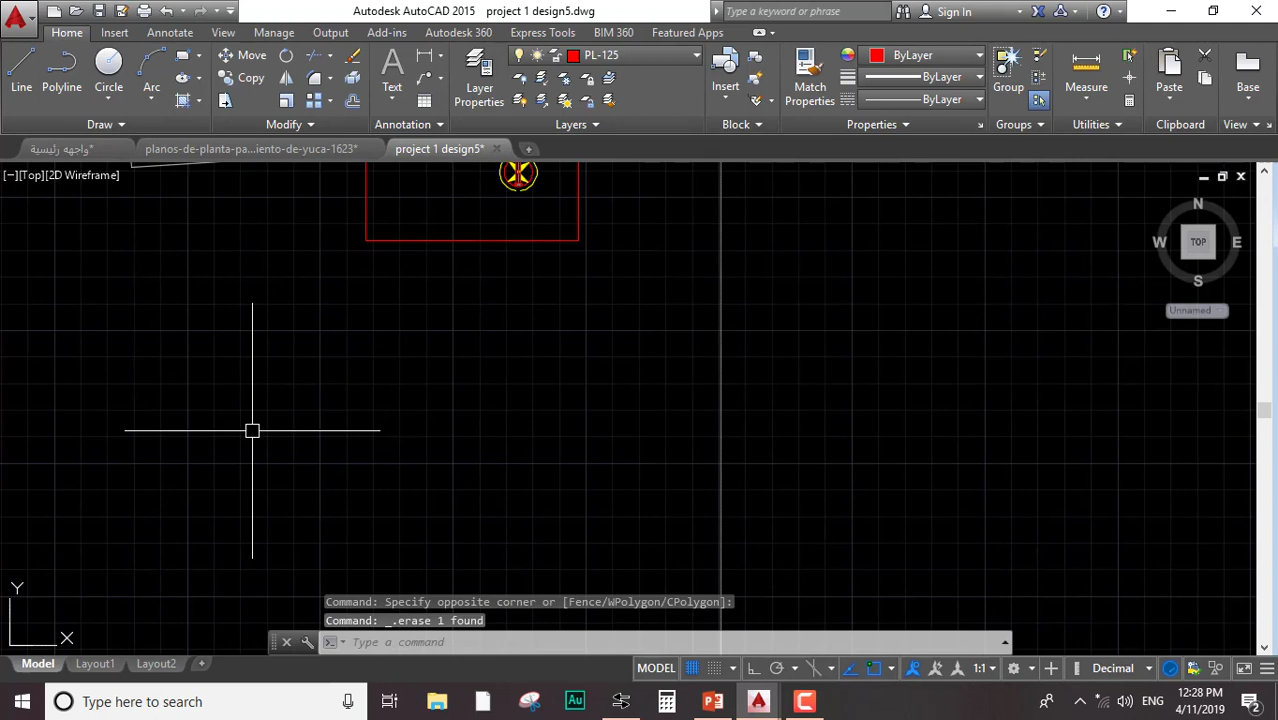 Autodesk AutoCAD 2015 project 1 design5.dwg
Type a keyword or phrase
Sign In
Home Insert Annotate View Manage Output Add-ins Autodesk 360 Express Tools BIM 360 Featured Apps
Line
Polyline
Circle
Arc
Move
Copy
Text
Layer
Properties
PL-125
Insert
Match
Properties
ByLayer
ByLayer
ByLayer
Group
Measure
Paste
Base
Draw
Modify
Annotation
Layers
Block
Properties
Groups
Utilities
Clipboard
View
واجهه رئيسية*
planos-de-planta-pa...iento-de-yuca-1623*
project 1 design5*
[−][Top][2D Wireframe]
N
W
TOP
E
S
Unnamed
Y
X
Command: Specify opposite corner or [Fence/WPolygon/CPolygon]:
Command: _.erase 1 found
Type a command
Model Layout1 Layout2 +
MODEL
1:1
Decimal
Type here to search
Au
ENG
12:28 PM
4/11/2019
2